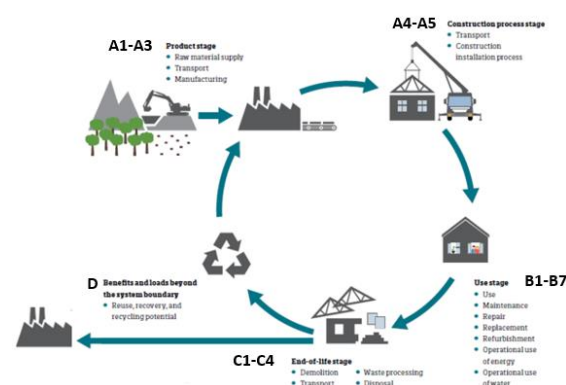 A1-A3
Product stage
• Raw material supply
• Transport
• Manufacturing
A4-A5
Construction process stage
• Transport
• Construction
installation process
B1-B7
Use stage
• Use
• Maintenance
• Repair
• Replacement
• Refurbishment
• Operational use
of energy
• Operational use
of water
C1-C4
End-of-life stage
• Demolition
• Transport
• Waste processing
• Disposal
D
Benefits and loads beyond
the system boundary
• Reuse, recovery, and
recycling potential